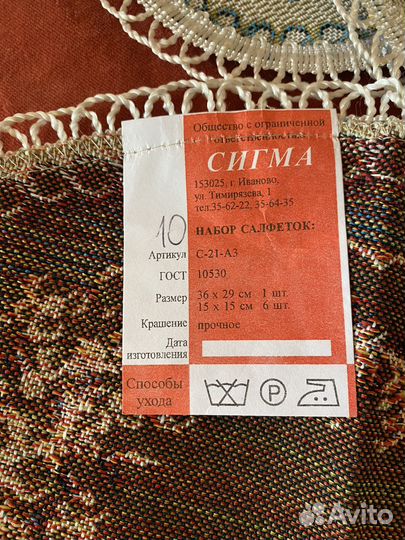 Общество с ограниченной
ответственностью
СИГМА
153025, г. Иваново,
ул. Тимирязева, 1
тел.35-62-22, 35-64-35
НАБОР САЛФЕТОК:
10
Артикул С-21-А3
ГОСТ 10530
Размер 36 х 29 см 1 шт.
15 х 15 см 6 шт.
Крашение прочное
Дата
изготовления
Способы
ухода
P
Avito